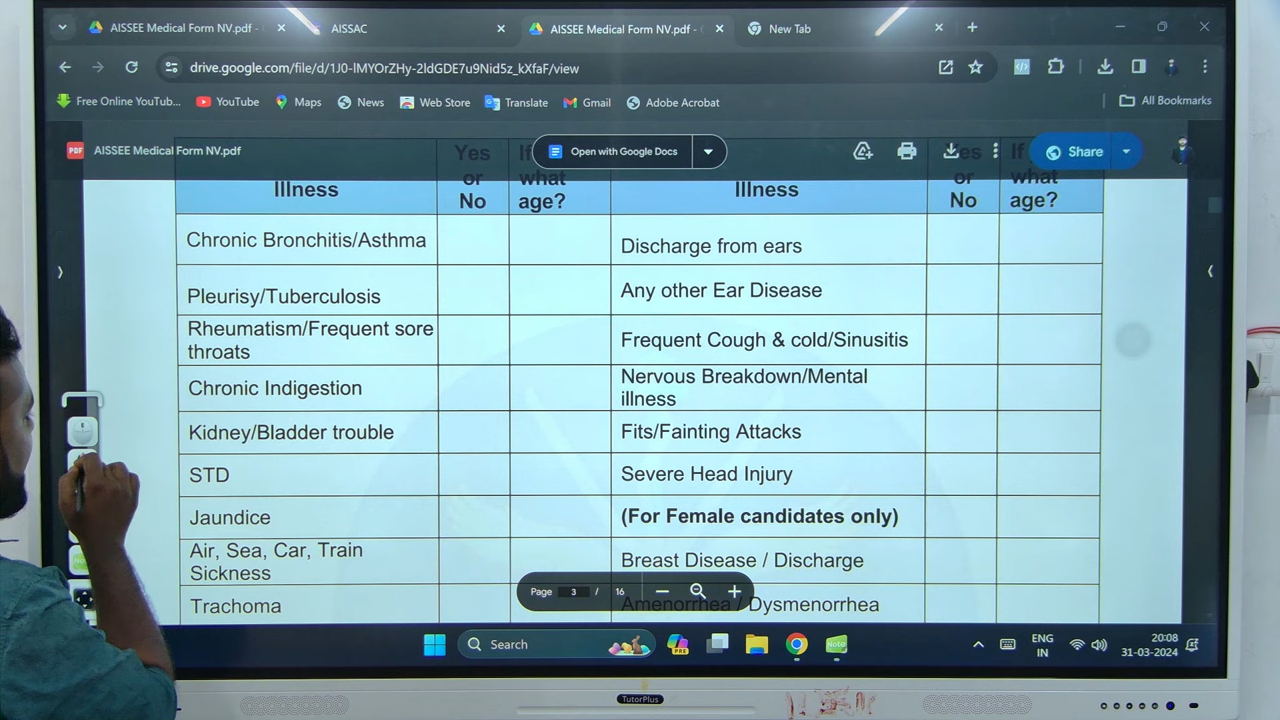 AISSEE Medical Form NV.pdf -
AISSAC
AISSEE Medical Form NV.pdf -
New Tab
drive.google.com/file/d/1J0-lMYOrZHy-2ldGDE7u9Nid5z_kXfaF/view
Free Online YouTub...
YouTube
Maps
News
Web Store
Translate
Gmail
Adobe Acrobat
All Bookmarks
PDF
AISSEE Medical Form NV.pdf
Open with Google Docs
Share
Illness
Yes
or
No
If
what
age?
Illness
Yes
or
No
If
what
age?
Chronic Bronchitis/Asthma
Discharge from ears
Pleurisy/Tuberculosis
Any other Ear Disease
Rheumatism/Frequent sore
throats
Frequent Cough & cold/Sinusitis
Chronic Indigestion
Nervous Breakdown/Mental
illness
Kidney/Bladder trouble
Fits/Fainting Attacks
STD
Severe Head Injury
Jaundice
(For Female candidates only)
Air, Sea, Car, Train
Sickness
Breast Disease / Discharge
Trachoma
Amenorrhea / Dysmenorrhea
Page 3 / 16
Search
PRE
Note
ENG
IN
20:08
31-03-2024
TutorPlus